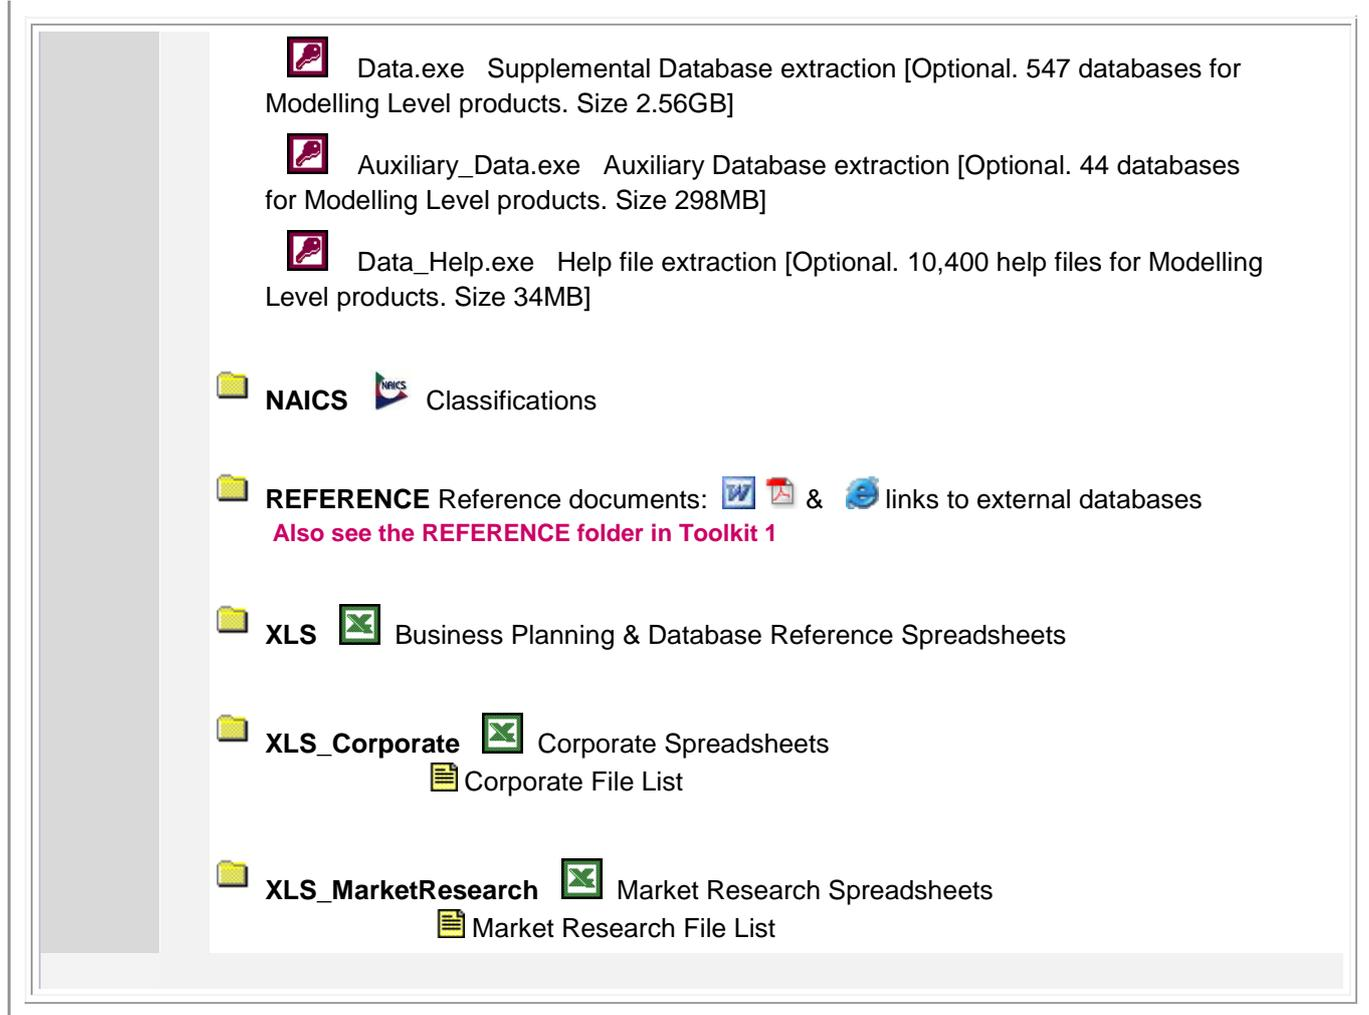 Data.exe Supplemental Database extraction [Optional. 547 databases for
Modelling Level products. Size 2.56GB]
Auxiliary_Data.exe Auxiliary Database extraction [Optional. 44 databases
for Modelling Level products. Size 298MB]
Data_Help.exe Help file extraction [Optional. 10,400 help files for Modelling
Level products. Size 34MB]
NAICS NAICS Classifications
REFERENCE Reference documents: W & e links to external databases
Also see the REFERENCE folder in Toolkit 1
XLS X Business Planning & Database Reference Spreadsheets
XLS_Corporate X Corporate Spreadsheets
Corporate File List
XLS_MarketResearch X Market Research Spreadsheets
Market Research File List